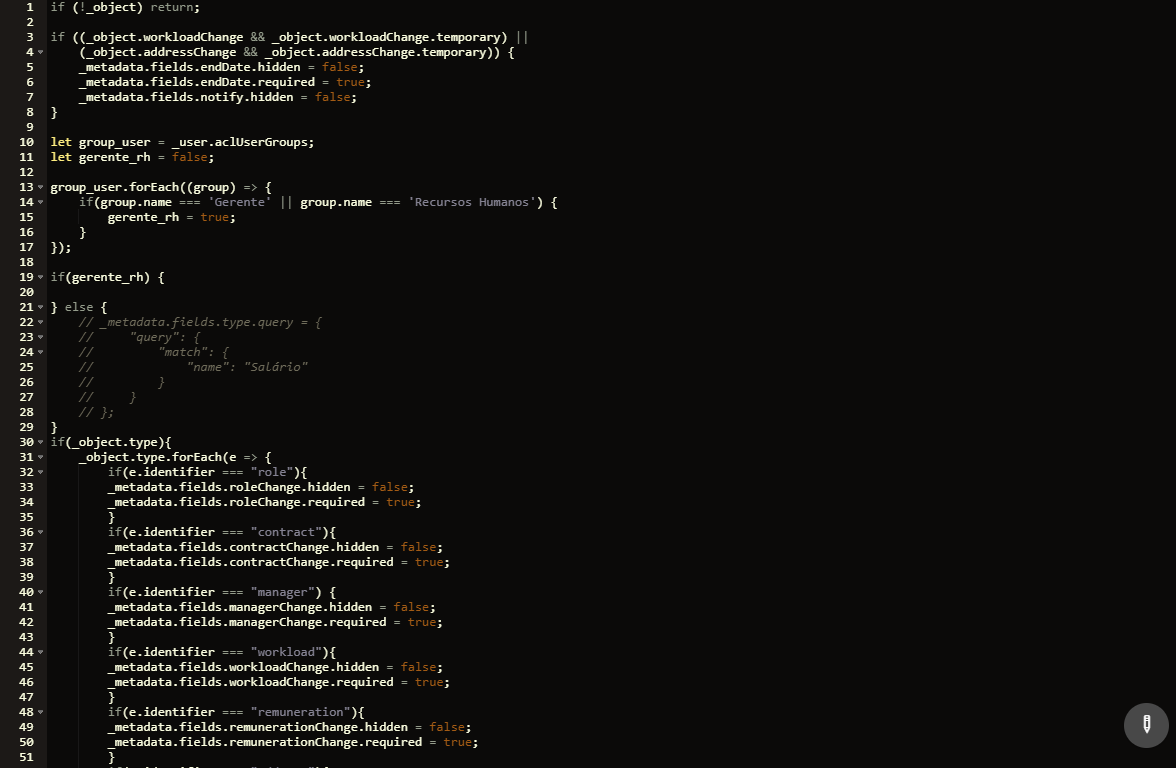 1 if (!_object) return;
2
3 if ((_object.workloadChange && _object.workloadChange.temporary) ||
4 (_object.addressChange && _object.addressChange.temporary)) {
5 _metadata.fields.endDate.hidden = false;
6 _metadata.fields.endDate.required = true;
7 _metadata.fields.notify.hidden = false;
8 }
9
10 let group_user = _user.aclUserGroups;
11 let gerente_rh = false;
12
13 group_user.forEach((group) => {
14 if(group.name === 'Gerente' || group.name === 'Recursos Humanos') {
15 gerente_rh = true;
16 }
17 });
18
19 if(gerente_rh) {
20
21 } else {
22 // _metadata.fields.type.query = {
23 // "query": {
24 // "match": {
25 // "name": "Salário"
26 // }
27 // }
28 // };
29 }
30 if(_object.type){
31 _object.type.forEach(e => {
32 if(e.identifier === "role"){
33 _metadata.fields.roleChange.hidden = false;
34 _metadata.fields.roleChange.required = true;
35 }
36 if(e.identifier === "contract"){
37 _metadata.fields.contractChange.hidden = false;
38 _metadata.fields.contractChange.required = true;
39 }
40 if(e.identifier === "manager") {
41 _metadata.fields.managerChange.hidden = false;
42 _metadata.fields.managerChange.required = true;
43 }
44 if(e.identifier === "workload"){
45 _metadata.fields.workloadChange.hidden = false;
46 _metadata.fields.workloadChange.required = true;
47 }
48 if(e.identifier === "remuneration"){
49 _metadata.fields.remunerationChange.hidden = false;
50 _metadata.fields.remunerationChange.required = true;
51 }